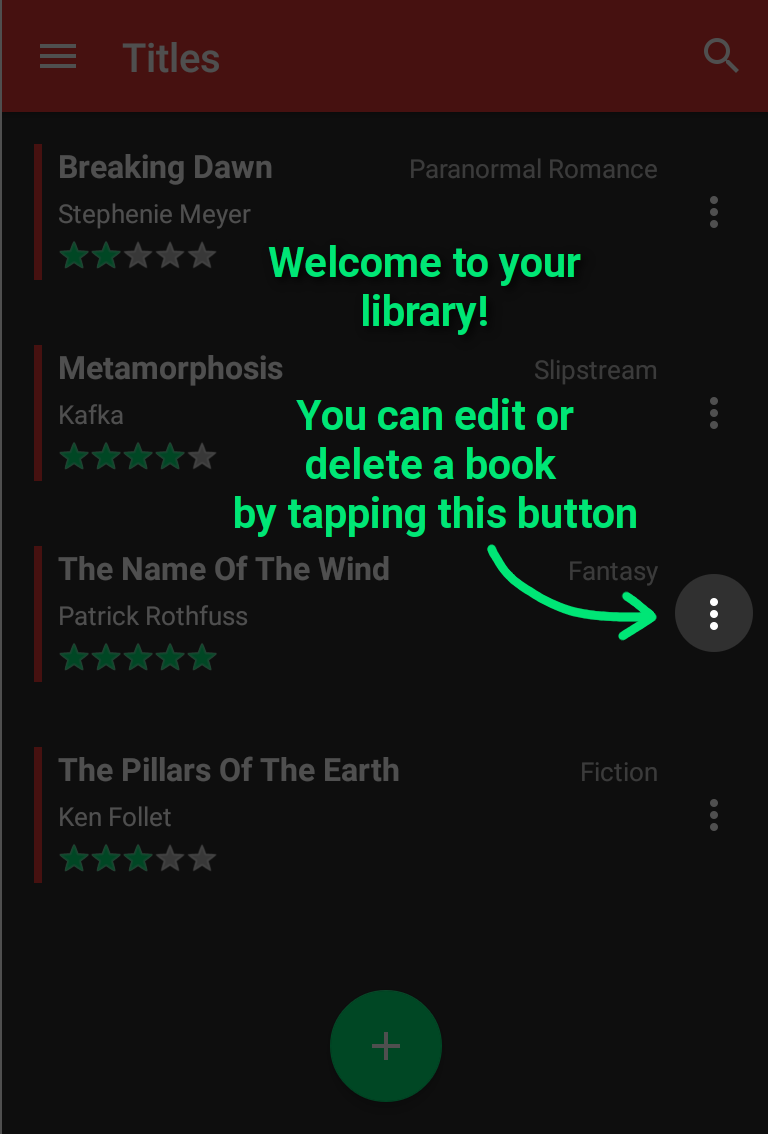 Titles
Breaking Dawn Paranormal Romance
Stephenie Meyer
Welcome to your
library!
Metamorphosis Slipstream
Kafka
You can edit or
delete a book
by tapping this button
The Name Of The Wind Fantasy
Patrick Rothfuss
The Pillars Of The Earth Fiction
Ken Follet